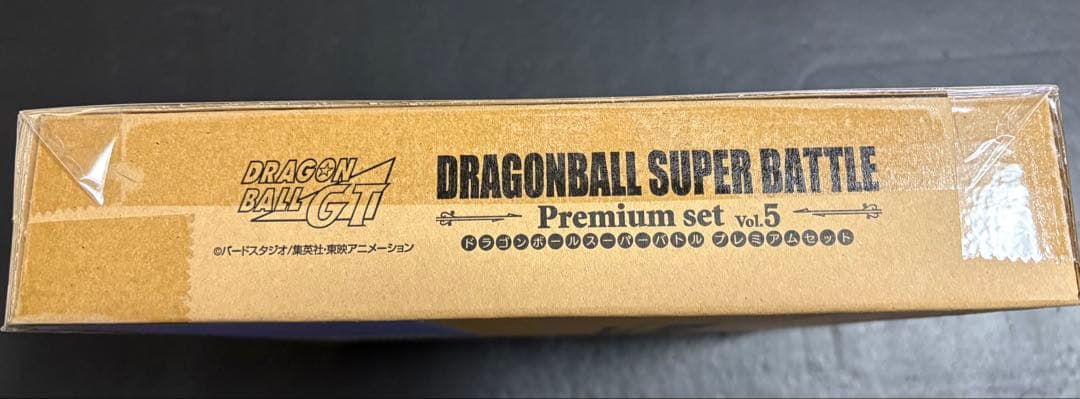 DRAGON
BALL GT
©バードスタジオ/集英社・東映アニメーション
DRAGONBALL SUPER BATTLE
Premium set Vol.5
ドラゴンボールスーパーバトル プレミアムセット